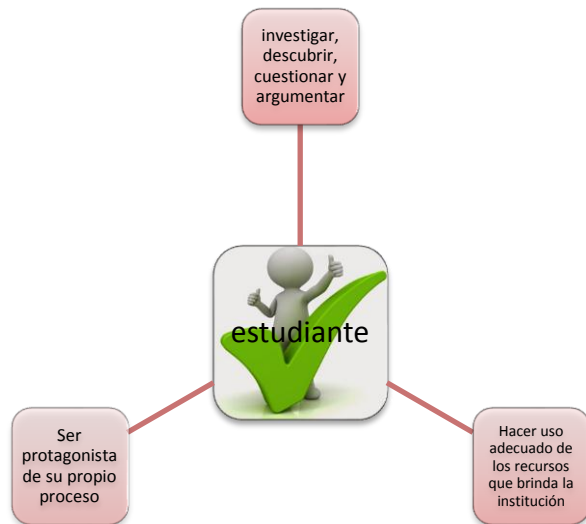 investigar,
descubrir,
cuestionar y
argumentar
estudiante
Ser
protagonista
de su propio
proceso
Hacer uso
adecuado de
los recursos
que brinda la
institución